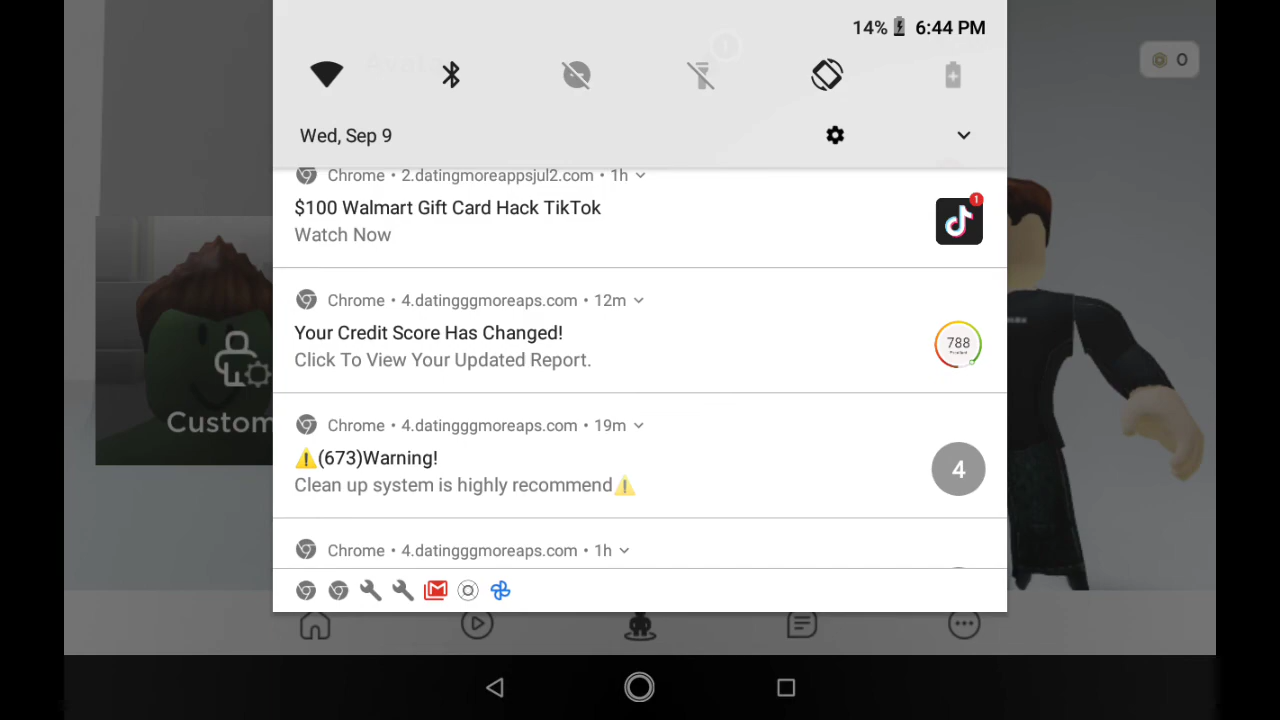 14% 6:44 PM
0
Wed, Sep 9
Chrome • 2.datingmoreappsjul2.com • 1h
$100 Walmart Gift Card Hack TikTok
1
Watch Now
Chrome • 4.datingggmoreaps.com • 12m
Your Credit Score Has Changed!
788
Click To View Your Updated Report.
Chrome • 4.datingggmoreaps.com • 19m
⚠️(673)Warning!
4
Clean up system is highly recommend⚠️
Custom
Chrome • 4.datingggmoreaps.com • 1h